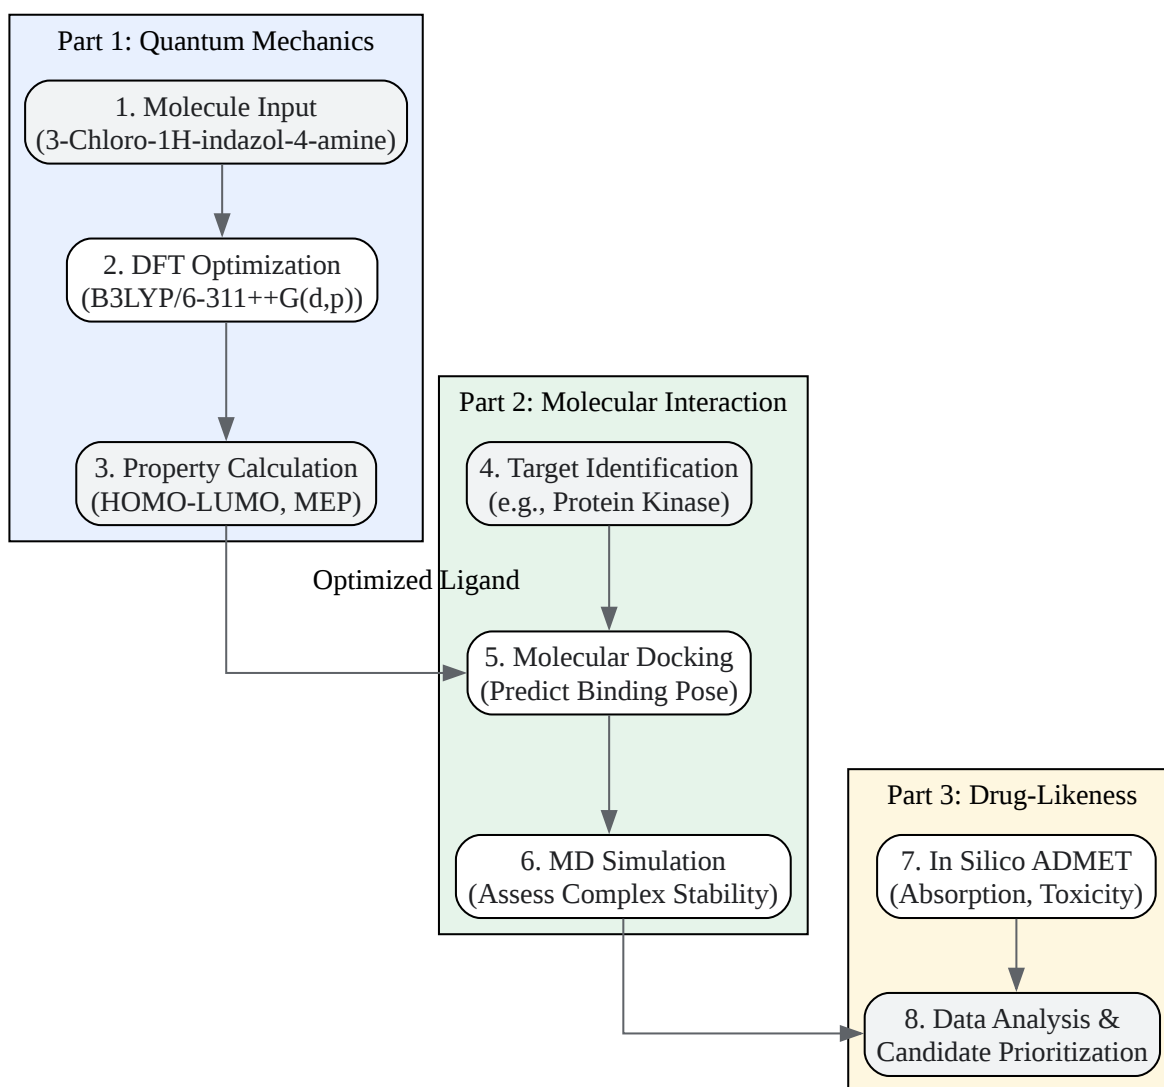 Part 1: Quantum Mechanics
1. Molecule Input
(3-Chloro-1H-indazol-4-amine)
2. DFT Optimization
(B3LYP/6-311++G(d,p))
3. Property Calculation
(HOMO-LUMO, MEP)
Optimized Ligand
Part 2: Molecular Interaction
4. Target Identification
(e.g., Protein Kinase)
5. Molecular Docking
(Predict Binding Pose)
6. MD Simulation
(Assess Complex Stability)
Part 3: Drug-Likeness
7. In Silico ADMET
(Absorption, Toxicity)
8. Data Analysis &
Candidate Prioritization